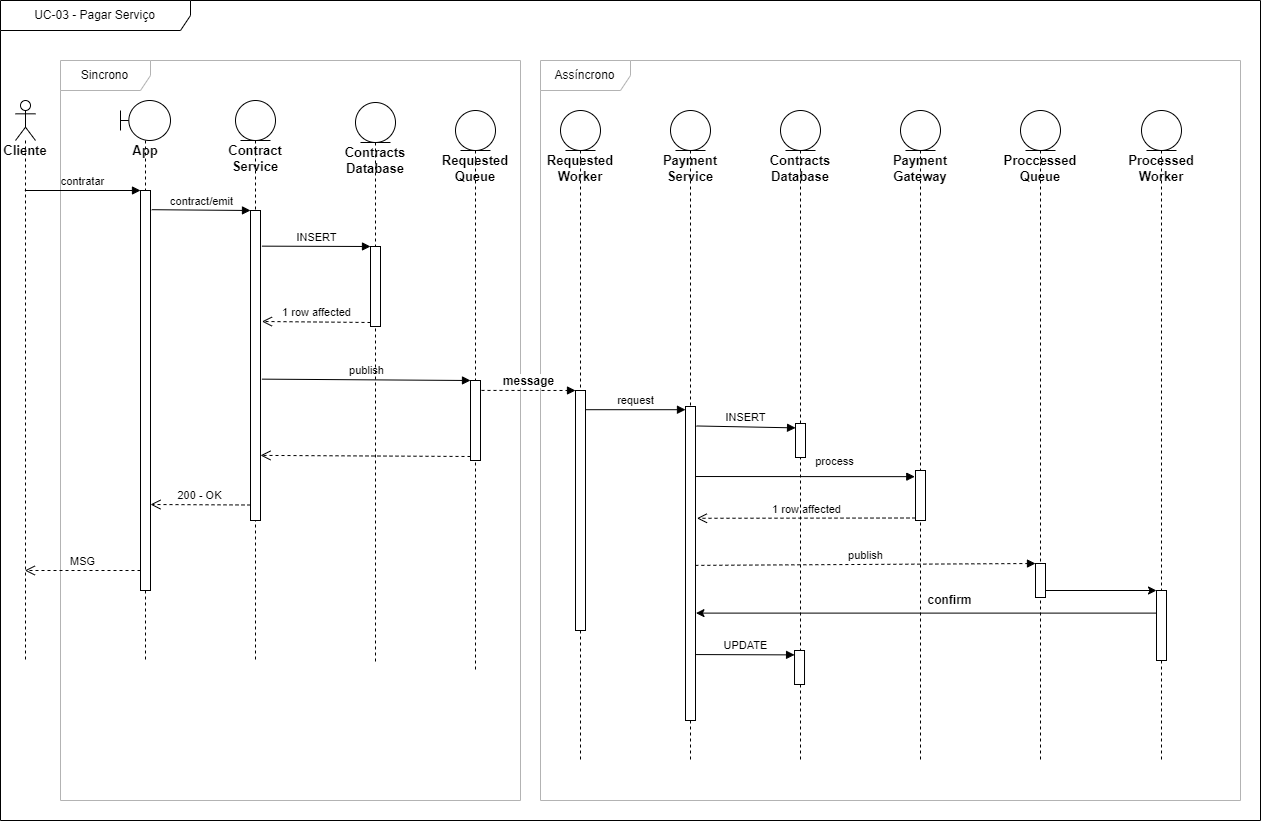 UC-03 - Pagar Serviço
Sincrono
Assíncrono
Cliente
App
Contract
Service
Contracts
Database
Requested
Queue
Requested
Worker
Payment
Service
Contracts
Database
Payment
Gateway
Proccessed
Queue
Processed
Worker
contratar
contract/emit
INSERT
1 row affected
publish
message
request
INSERT
process
200 - OK
1 row affected
publish
MSG
confirm
UPDATE